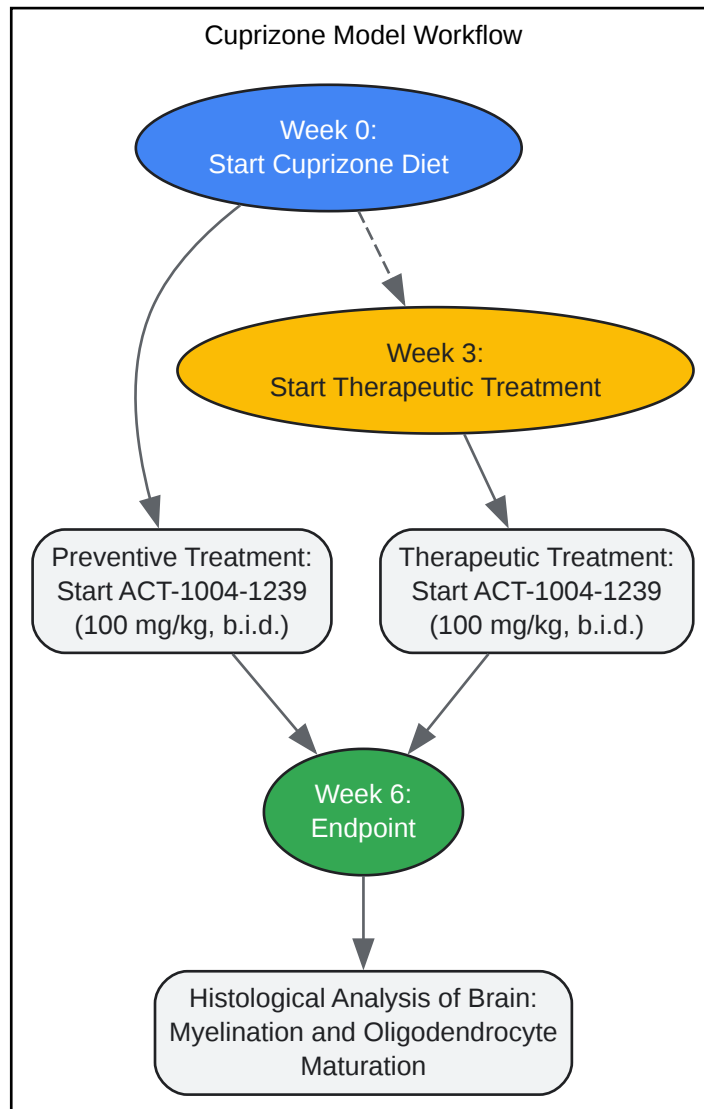 Cuprizone Model Workflow
Week 0:
Start Cuprizone Diet
Week 3:
Start Therapeutic Treatment
Preventive Treatment:
Start ACT-1004-1239
(100 mg/kg, b.i.d.)
Therapeutic Treatment:
Start ACT-1004-1239
(100 mg/kg, b.i.d.)
Week 6:
Endpoint
Histological Analysis of Brain:
Myelination and Oligodendrocyte
Maturation